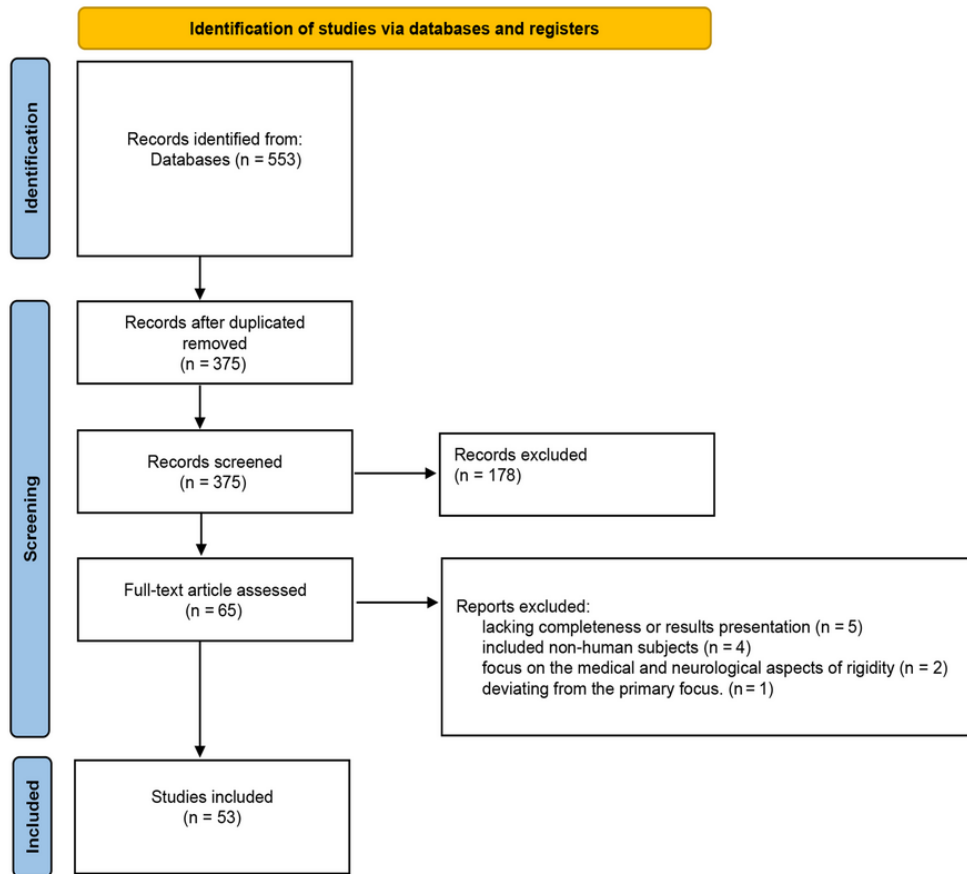 Identification of studies via databases and registers
Identification
Records identified from:
Databases (n = 553)
Screening
Records after duplicated
removed
(n = 375)
Records screened
(n = 375)
Records excluded
(n = 178)
Full-text article assessed
(n = 65)
Reports excluded:
lacking completeness or results presentation (n = 5)
included non-human subjects (n = 4)
focus on the medical and neurological aspects of rigidity (n = 2)
deviating from the primary focus. (n = 1)
Included
Studies included
(n = 53)